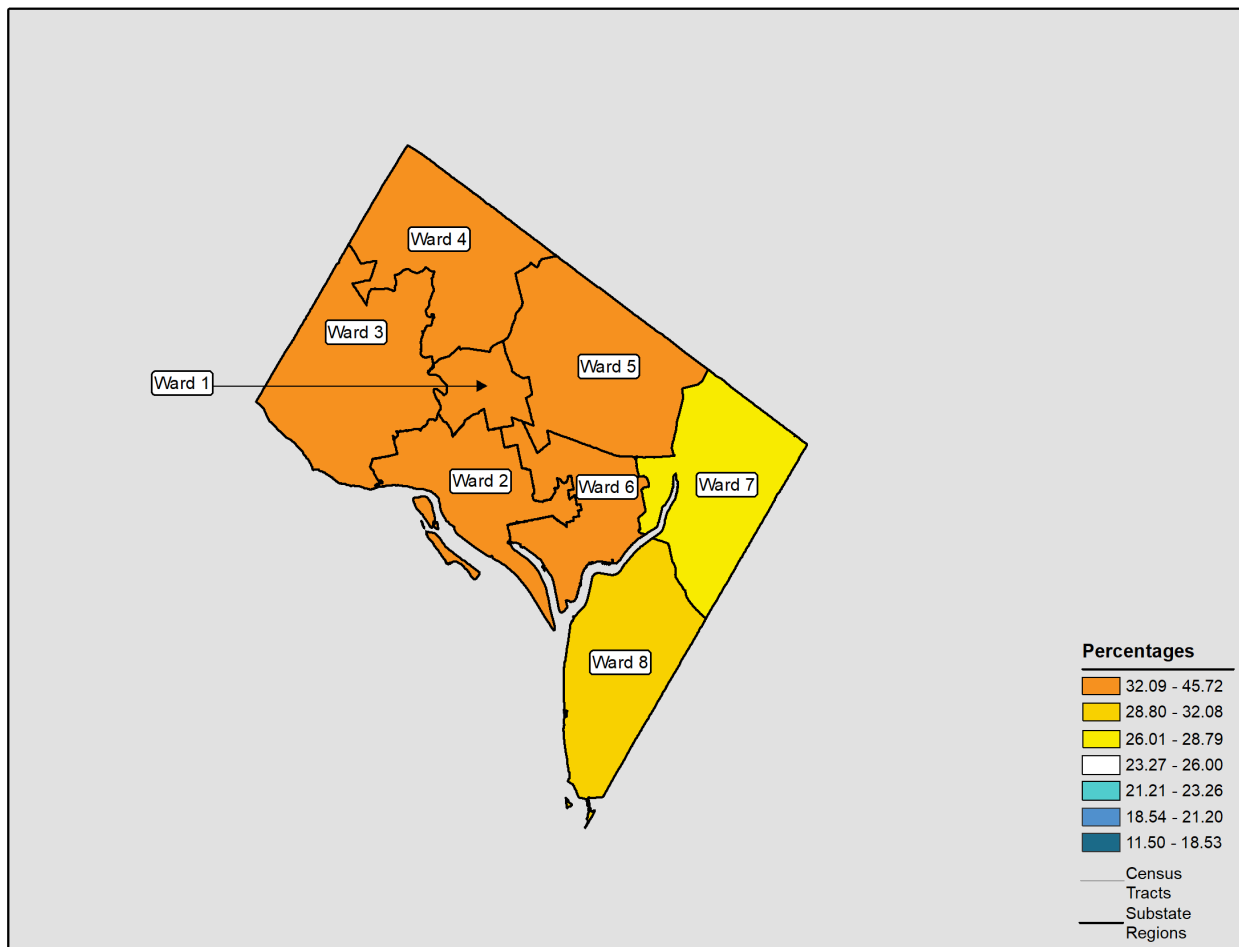 Ward 4
Ward 3
Ward 5
Ward 1
Ward 2
Ward 6
Ward 7
Ward 8
Percentages
32.09 - 45.72
28.80 - 32.08
26.01 - 28.79
23.27 - 26.00
21.21 - 23.26
18.54 - 21.20
11.50 - 18.53
Census
Tracts
Substate
Regions